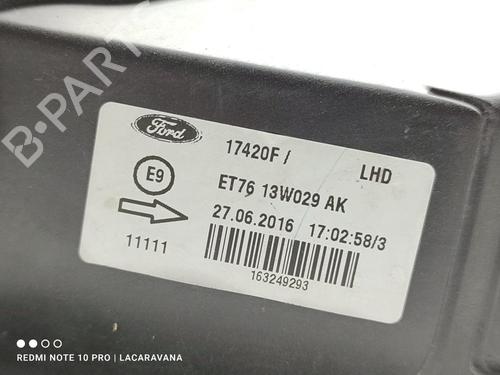 B-PARTS
Ford
17420F /
LHD
E9
ET76 13W029 AK
27.06.2016 17:02:58/3
11111
163249293
REDMI NOTE 10 PRO | LACARAVANA